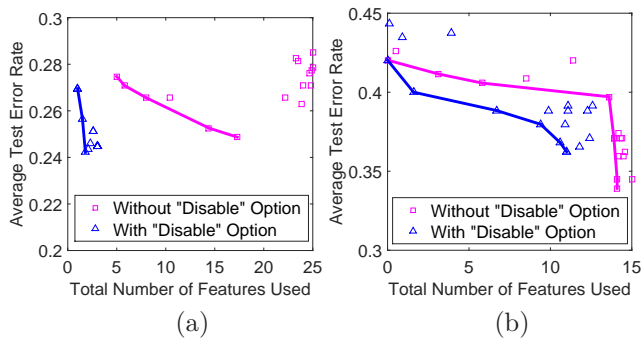 0.3
0.28
0.26
0.24
0.22
0.2
Average Test Error Rate
Without "Disable" Option
With "Disable" Option
0 5 10 15 20 25
Total Number of Features Used
(a)
0.45
0.4
0.35
0.3
Average Test Error Rate
Without "Disable" Option
With "Disable" Option
0 5 10 15
Total Number of Features Used
(b)